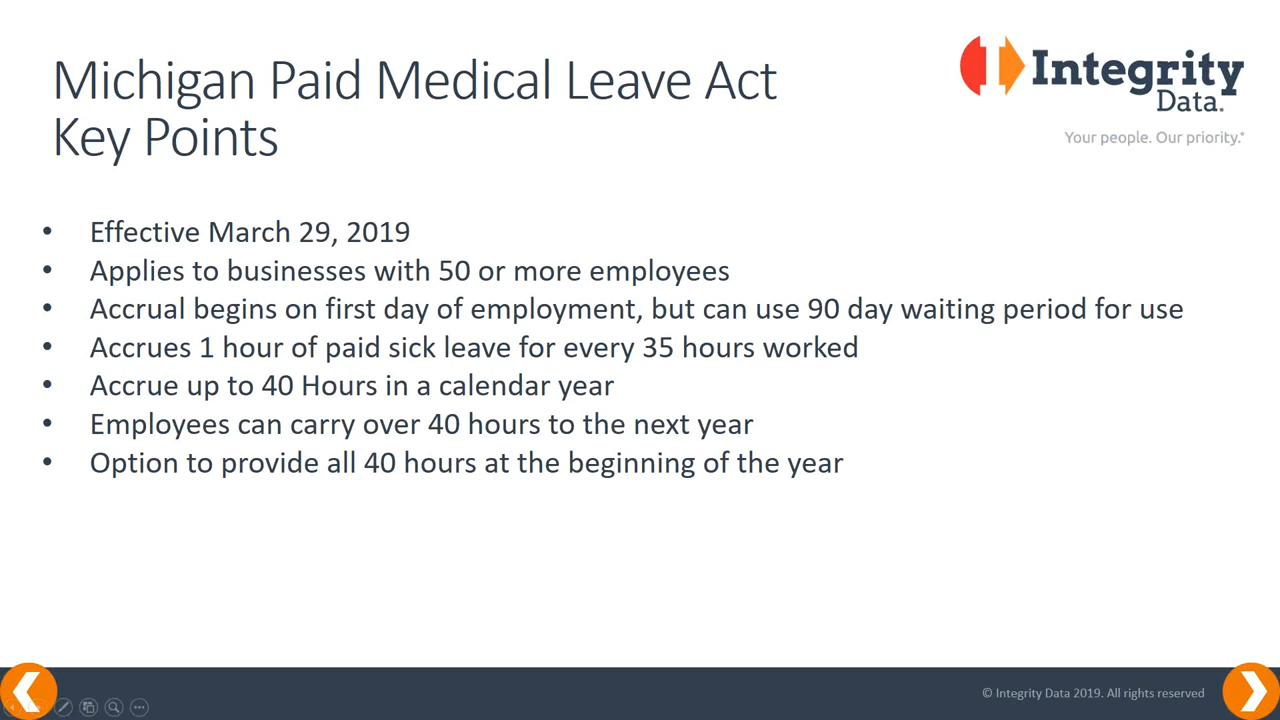 Michigan Paid Medical Leave Act
Key Points
Integrity
Data.
Your people. Our priority.®
• Effective March 29, 2019
• Applies to businesses with 50 or more employees
• Accrual begins on first day of employment, but can use 90 day waiting period for use
• Accrues 1 hour of paid sick leave for every 35 hours worked
• Accrue up to 40 Hours in a calendar year
• Employees can carry over 40 hours to the next year
• Option to provide all 40 hours at the beginning of the year
© Integrity Data 2019. All rights reserved